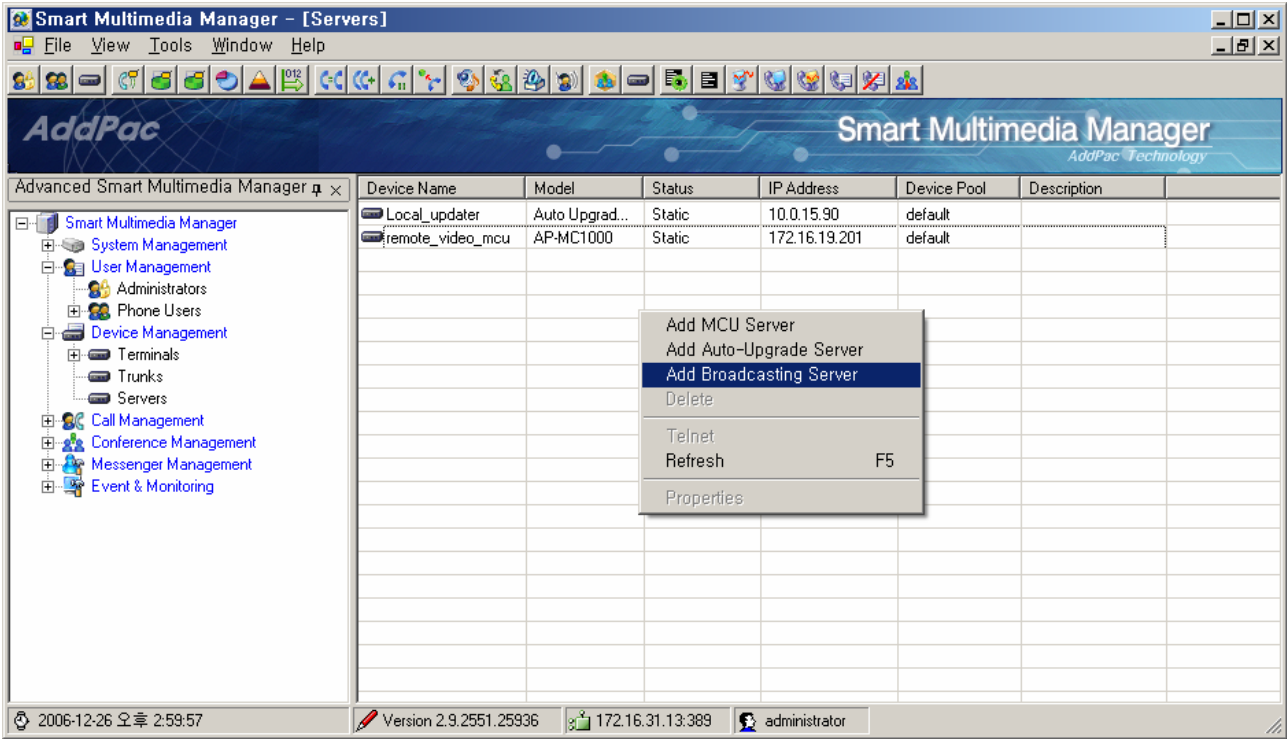 Smart Multimedia Manager - [Servers]
File View Tools Window Help
012
AddPac
Smart Multimedia Manager
AddPac Technology
Advanced Smart Multimedia Manager
Smart Multimedia Manager
System Management
User Management
Administrators
Phone Users
Device Management
Terminals
Trunks
Servers
Call Management
Conference Management
Messenger Management
Event & Monitoring
Device Name Model Status IP Address Device Pool Description
Local_updater Auto Upgrad... Static 10.0.15.90 default
remote_video_mcu AP-MC1000 Static 172.16.19.201 default
Add MCU Server
Add Auto-Upgrade Server
Add Broadcasting Server
Delete
Telnet
Refresh F5
Properties
2006-12-26 오후 2:59:57 Version 2.9.2551.25936 172.16.31.13:389 administrator